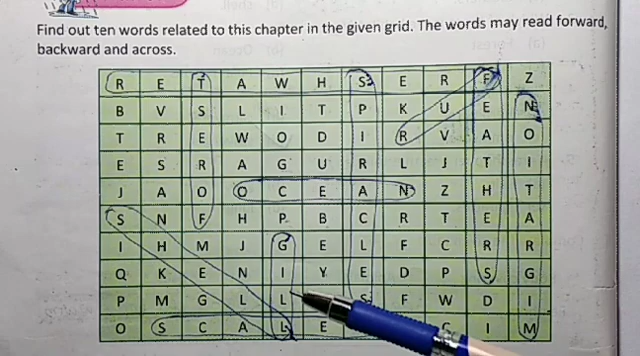 Find out ten words related to this chapter in the given grid. The words may read forward,
backward and across.
R E T A W H S E R F Z
B V S L I T P K U E N
T R E W O D I R V A O
E S R A G U R L J T I
J A O O C E A N Z H T
S N F H P B C R T E A
I H M J G E L F C R R
Q K E N I Y E D P S G
P M G L L S F W D I
O S C A L E I M